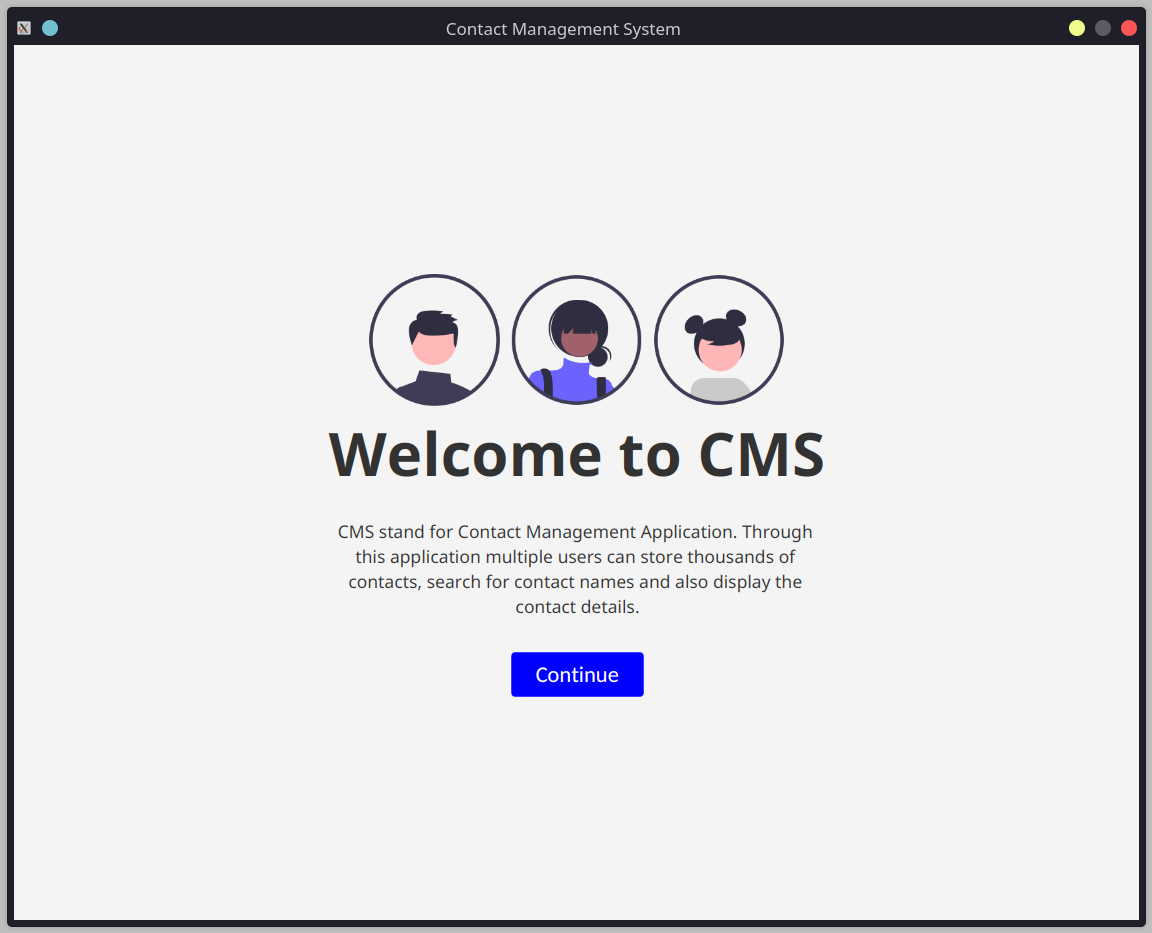 Contact Management System
Welcome to CMS
CMS stand for Contact Management Application. Through
this application multiple users can store thousands of
contacts, search for contact names and also display the
contact details.
Continue